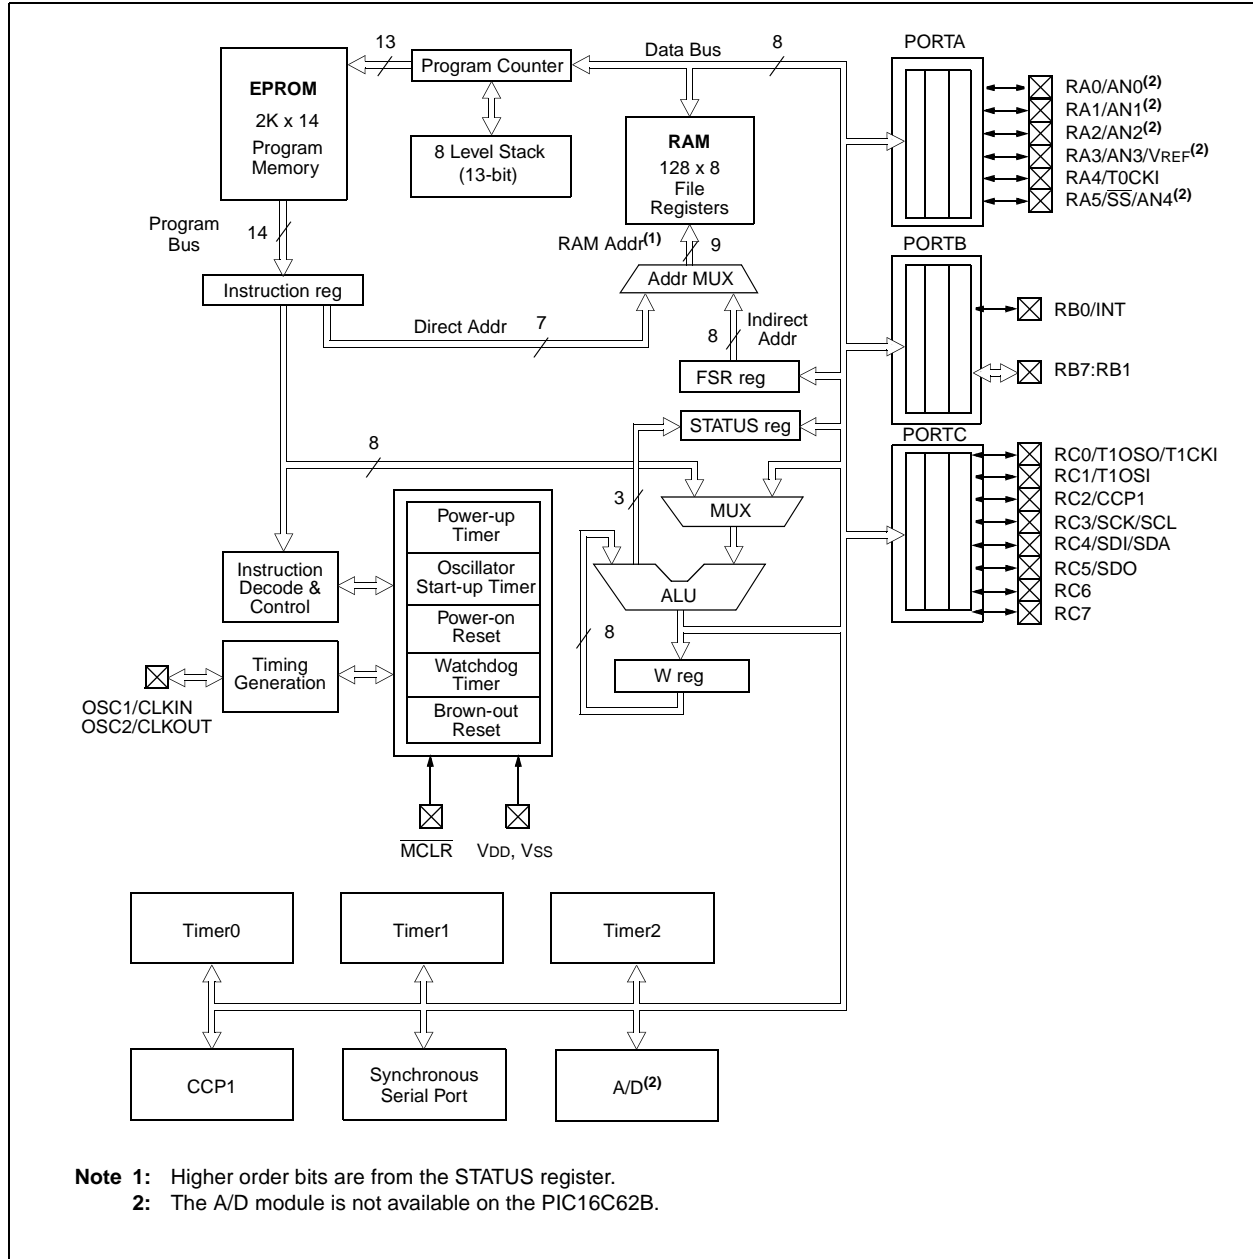 13
Data Bus
8
PORTA
EPROM
2K x 14
Program
Memory
Program Counter
8 Level Stack
(13-bit)
RAM
128 x 8
File
Registers
RA0/AN0(2)
RA1/AN1(2)
RA2/AN2(2)
RA3/AN3/VREF(2)
RA4/T0CKI
RA5/SS/AN4(2)
Program
Bus
14
RAM Addr(1)
9
PORTB
Instruction reg
Addr MUX
Direct Addr
7
8
Indirect
Addr
RB0/INT
FSR reg
RB7:RB1
STATUS reg
PORTC
8
3
MUX
RC0/T1OSO/T1CKI
RC1/T1OSI
RC2/CCP1
RC3/SCK/SCL
RC4/SDI/SDA
RC5/SDO
RC6
RC7
Power-up
Timer
Oscillator
Start-up Timer
Power-on
Reset
Watchdog
Timer
Brown-out
Reset
Instruction
Decode &
Control
ALU
8
W reg
Timing
Generation
OSC1/CLKIN
OSC2/CLKOUT
MCLR
VDD, VSS
Timer0
Timer1
Timer2
CCP1
Synchronous
Serial Port
A/D(2)
Note 1: Higher order bits are from the STATUS register.
2: The A/D module is not available on the PIC16C62B.